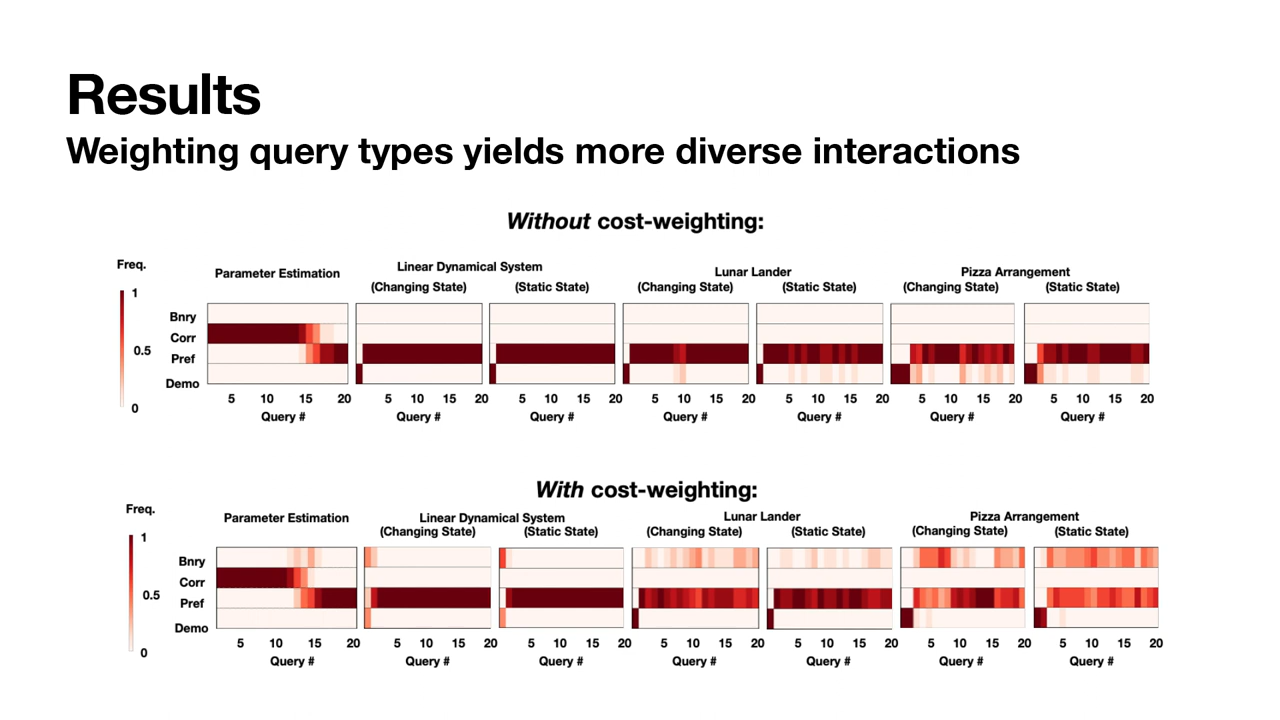 Results
Weighting query types yields more diverse interactions
Without cost-weighting:
Freq.
1
0.5
0
Parameter Estimation
Linear Dynamical System
(Changing State)
(Static State)
Lunar Lander
(Changing State)
(Static State)
Pizza Arrangement
(Changing State)
(Static State)
Bnry
Corr
Pref
Demo
5 10 15 20
5 10 15 20
5 10 15 20
5 10 15 20
5 10 15 20
5 10 15 20
5 10 15 20
Query #
Query #
Query #
Query #
Query #
Query #
Query #
With cost-weighting:
Freq.
1
0.5
0
Parameter Estimation
Linear Dynamical System
(Changing State)
(Static State)
Lunar Lander
(Changing State)
(Static State)
Pizza Arrangement
(Changing State)
(Static State)
Bnry
Corr
Pref
Demo
5 10 15 20
5 10 15 20
5 10 15 20
5 10 15 20
5 10 15 20
5 10 15 20
5 10 15 20
Query #
Query #
Query #
Query #
Query #
Query #
Query #